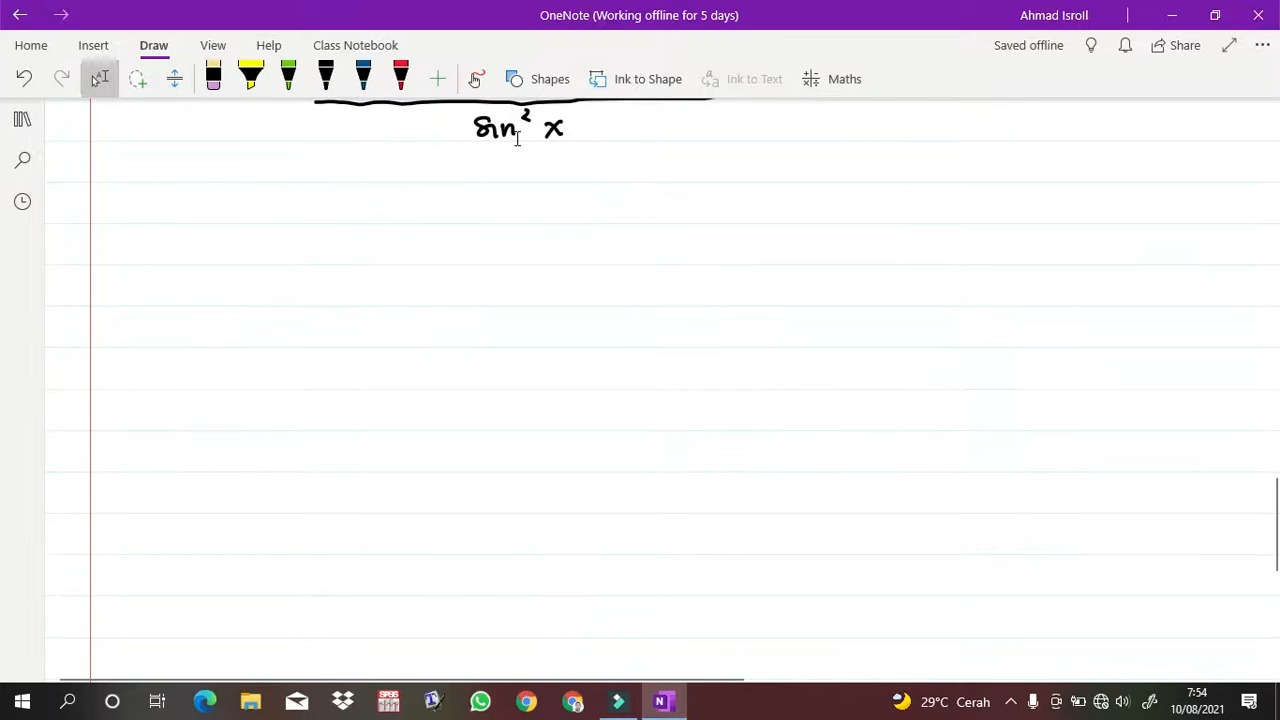 OneNote (Working offline for 5 days)
Ahmad Isroll
Home Insert Draw View Help Class Notebook
Saved offline Share
Shapes Ink to Shape Ink to Text Maths
sin² x
29°C Cerah
7:54
10/08/2021